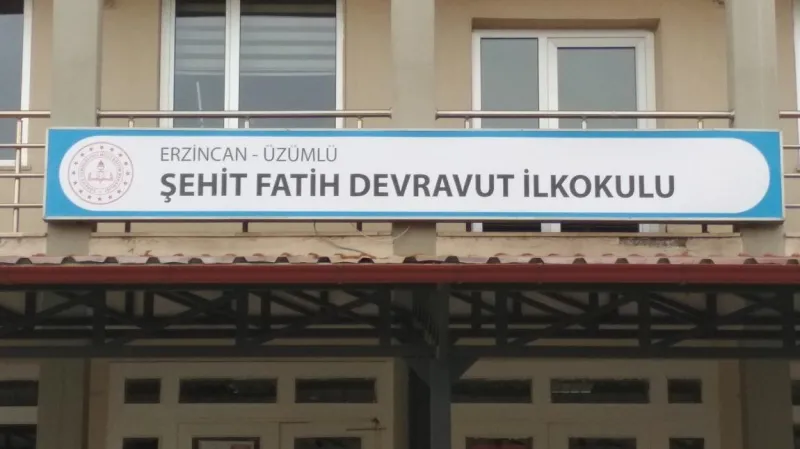 ERZİNCAN - ÜZÜMLÜ
ŞEHİT FATİH DEVRAVUT İLKOKULU